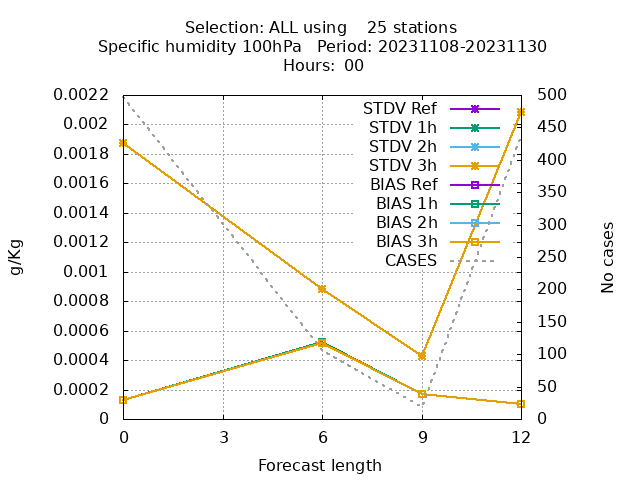 Selection: ALL using    25 stations
Specific humidity 100hPa   Period: 20231108-20231130
Hours: 00
STDV Ref
STDV 1h
STDV 2h
STDV 3h
BIAS Ref
BIAS 1h
BIAS 2h
BIAS 3h
CASES
g/Kg
0.0022
0.002
0.0018
0.0016
0.0014
0.0012
0.001
0.0008
0.0006
0.0004
0.0002
0
500
450
400
350
300
250
200
150
100
50
0
No cases
0 3 6 9 12
Forecast length